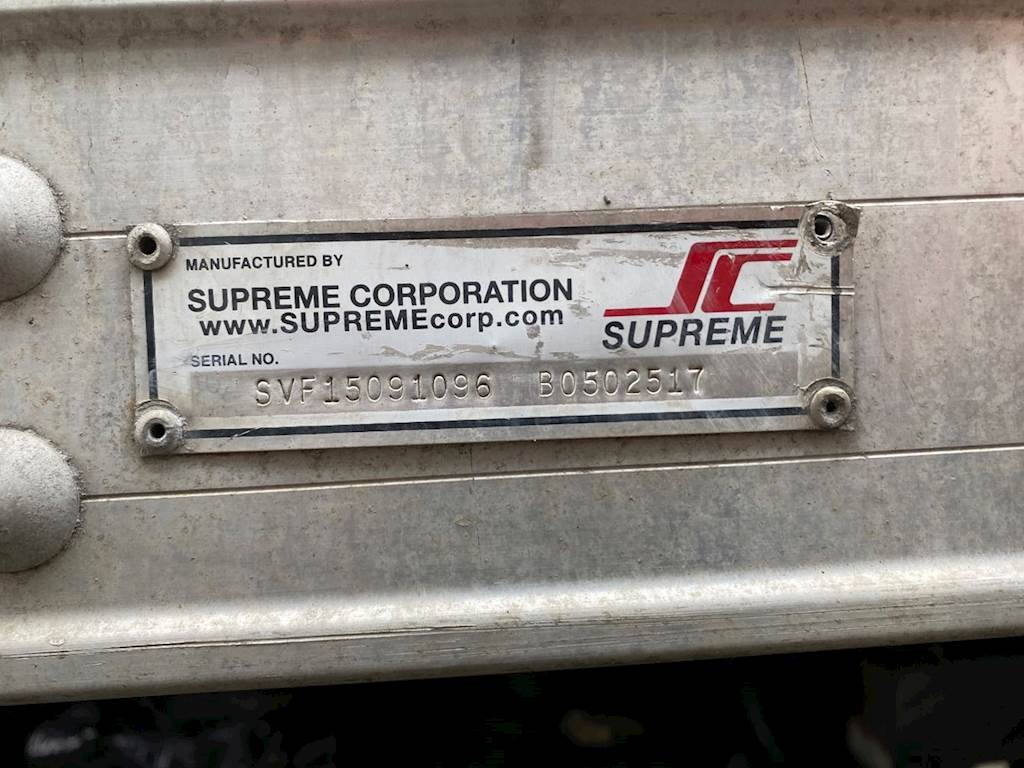 MANUFACTURED BY
SUPREME CORPORATION
www.SUPREMEcorp.com
SUPREME
SERIAL NO.
SVF15091096 B0502517